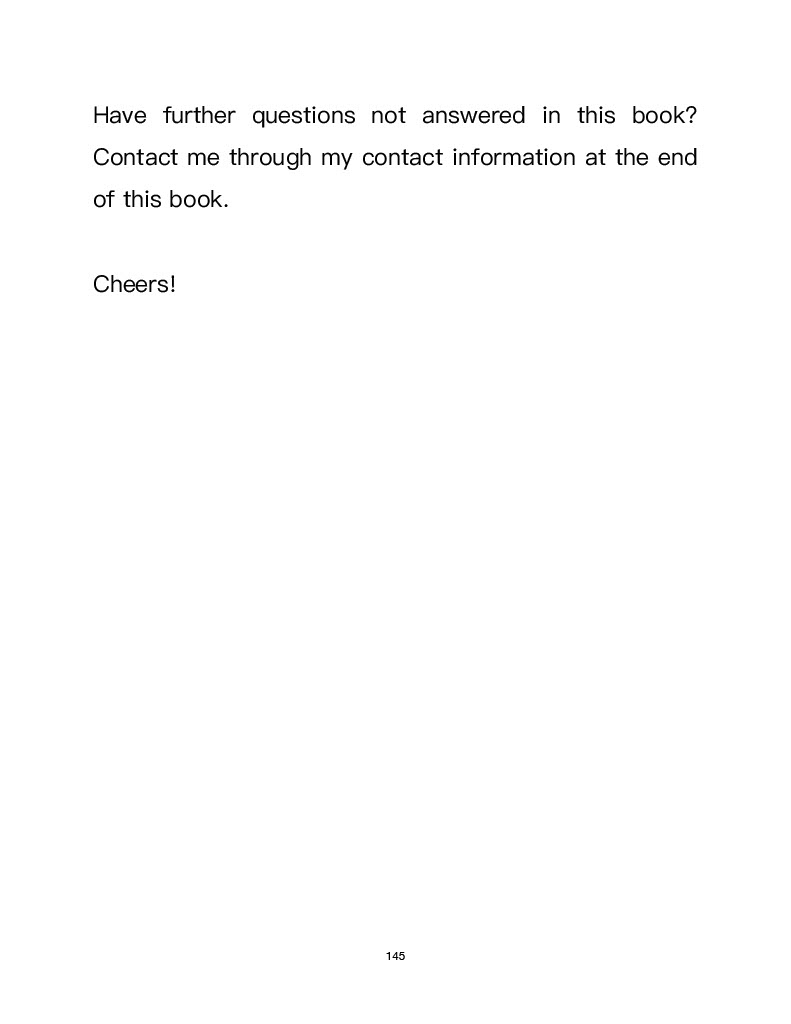 Have further questions not answered in this book?
Contact me through my contact information at the end
of this book.
Cheers!
145